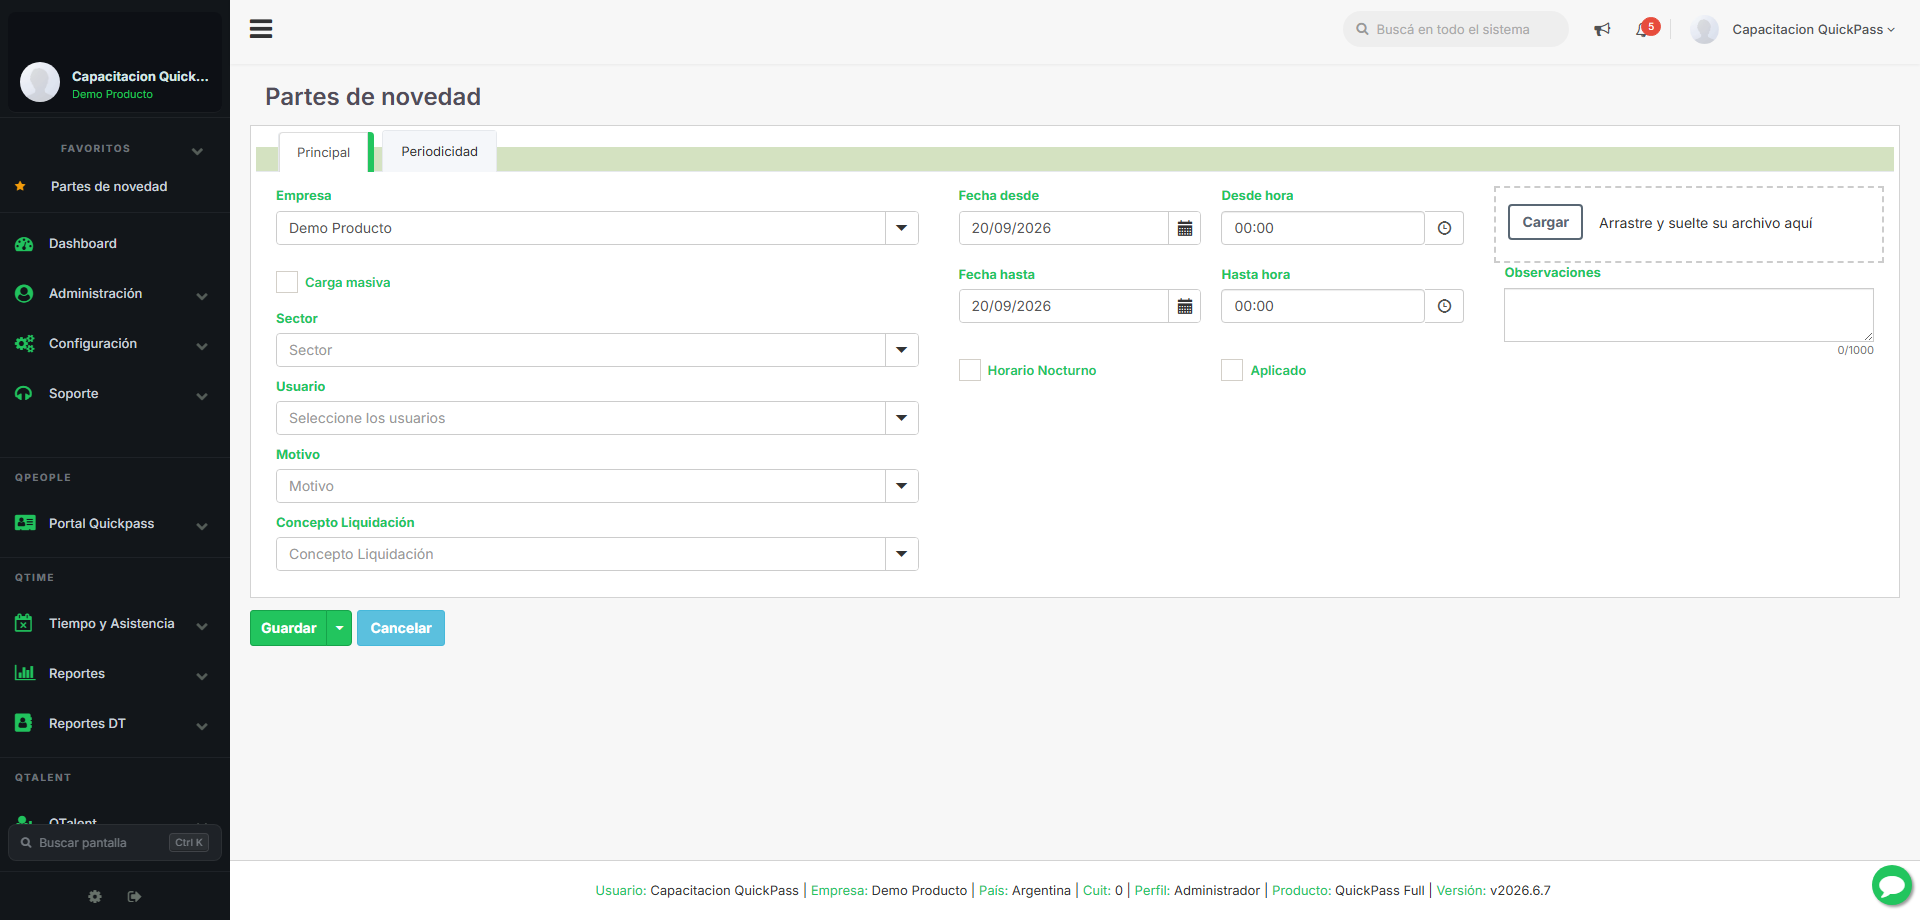 Capacitacion Quick...
Demo Producto
FAVORITOS
Partes de novedad
Dashboard
Administración
Configuración
Soporte
QPEOPLE
Portal Quickpass
QTIME
Tiempo y Asistencia
Reportes
Reportes DT
QTALENT
QTalent
Buscar pantalla
Ctrl K
Buscá en todo el sistema
5
Capacitacion QuickPass
Partes de novedad
Principal
Periodicidad
Empresa
Demo Producto
Carga masiva
Sector
Sector
Usuario
Seleccione los usuarios
Motivo
Motivo
Concepto Liquidación
Concepto Liquidación
Fecha desde
20/09/2026
Desde hora
00:00
Fecha hasta
20/09/2026
Hasta hora
00:00
Horario Nocturno
Aplicado
Cargar
Arrastre y suelte su archivo aquí
Observaciones
0/1000
Guardar
Cancelar
Usuario: Capacitacion QuickPass | Empresa: Demo Producto | País: Argentina | Cuit: 0 | Perfil: Administrador | Producto: QuickPass Full | Versión: v2026.6.7